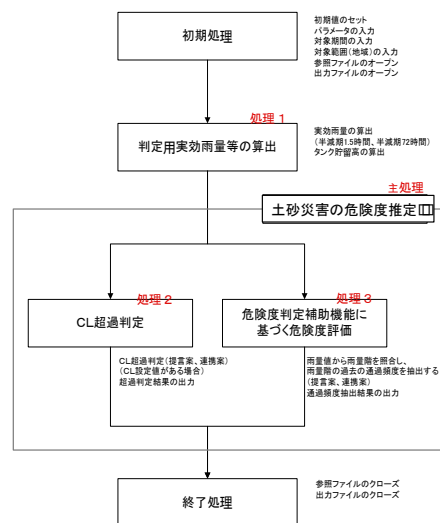 初期処理
初期値のセット
パラメータの入力
対象期間の入力
対象範囲(地域)の入力
参照ファイルのオープン
出力ファイルのオープン
処理1
判定用実効雨量等の算出
実効雨量の算出
(半減期1.5時間、半減期72時間)
タンク貯留高の算出
主処理
土砂災害の危険度推定
処理2
CL超過判定
処理3
危険度判定補助機能に
基づく危険度評価
CL超過判定(提言案、連携案)
(CL設定値がある場合)
超過判定結果の出力
雨量値から雨量階を照合し、
雨量階の過去の通過頻度を抽出する
(提言案、連携案)
通過頻度抽出結果の出力
終了処理
参照ファイルのクローズ
出力ファイルのクローズ